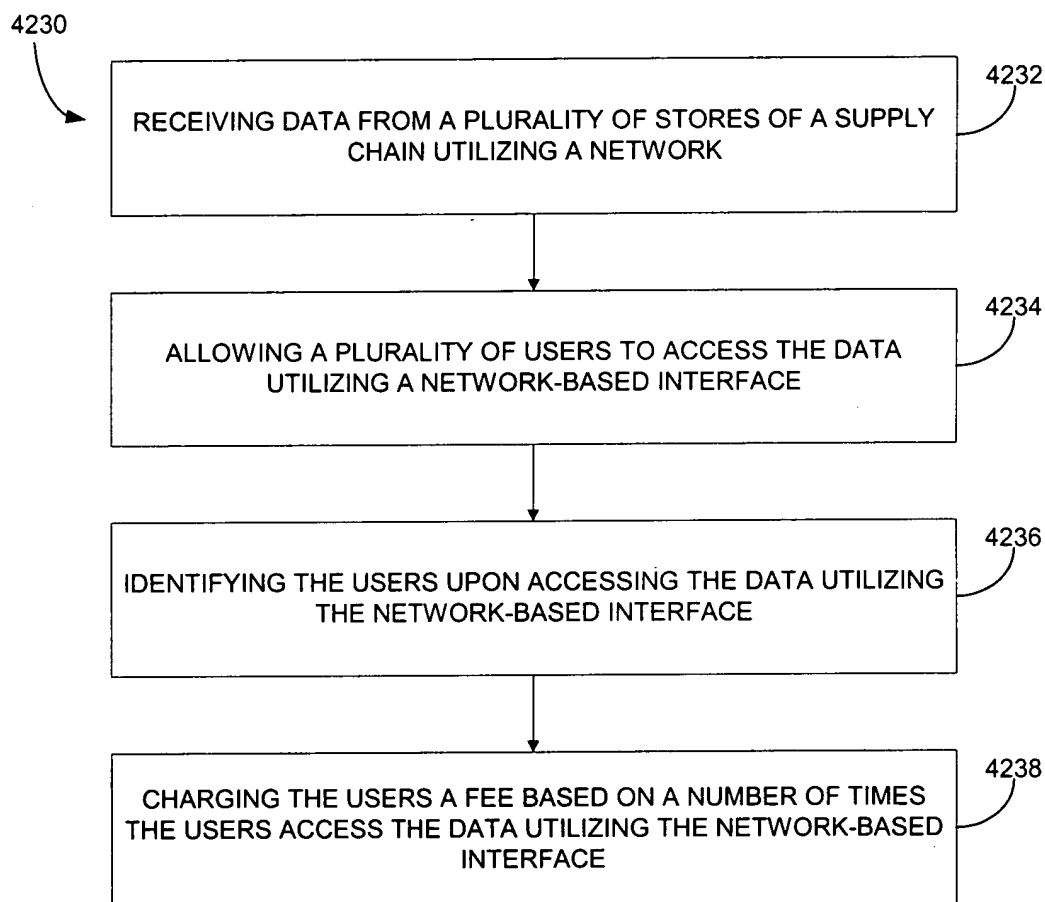 4230
4232
RECEIVING DATA FROM A PLURALITY OF STORES OF A SUPPLY
CHAIN UTILIZING A NETWORK
4234
ALLOWING A PLURALITY OF USERS TO ACCESS THE DATA
UTILIZING A NETWORK-BASED INTERFACE
4236
IDENTIFYING THE USERS UPON ACCESSING THE DATA UTILIZING
THE NETWORK-BASED INTERFACE
4238
CHARGING THE USERS A FEE BASED ON A NUMBER OF TIMES
THE USERS ACCESS THE DATA UTILIZING THE NETWORK-BASED
INTERFACE